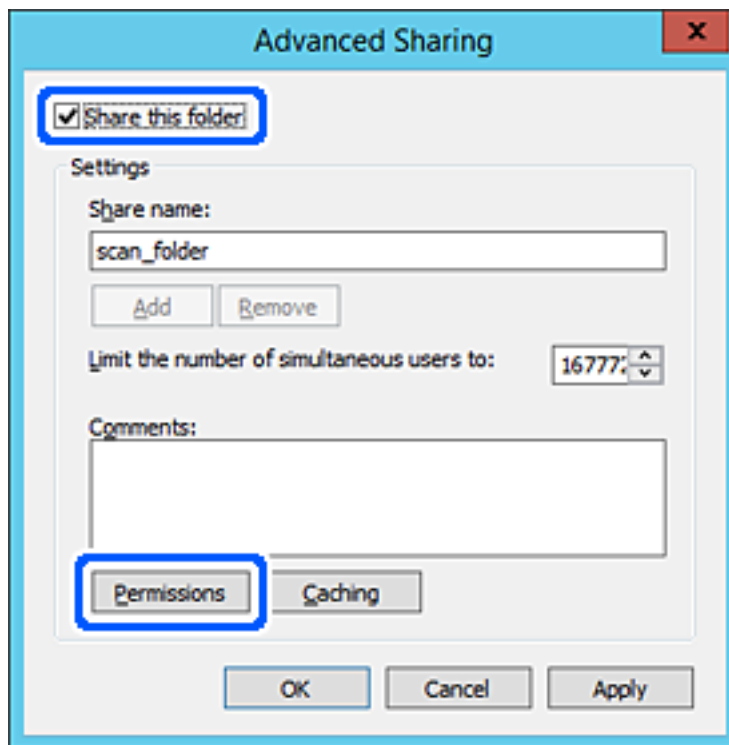 Advanced Sharing
Share this folder
Settings
Share name:
scan_folder
Add Remove
Limit the number of simultaneous users to:
Comments:
Permissions Caching
OK Cancel Apply